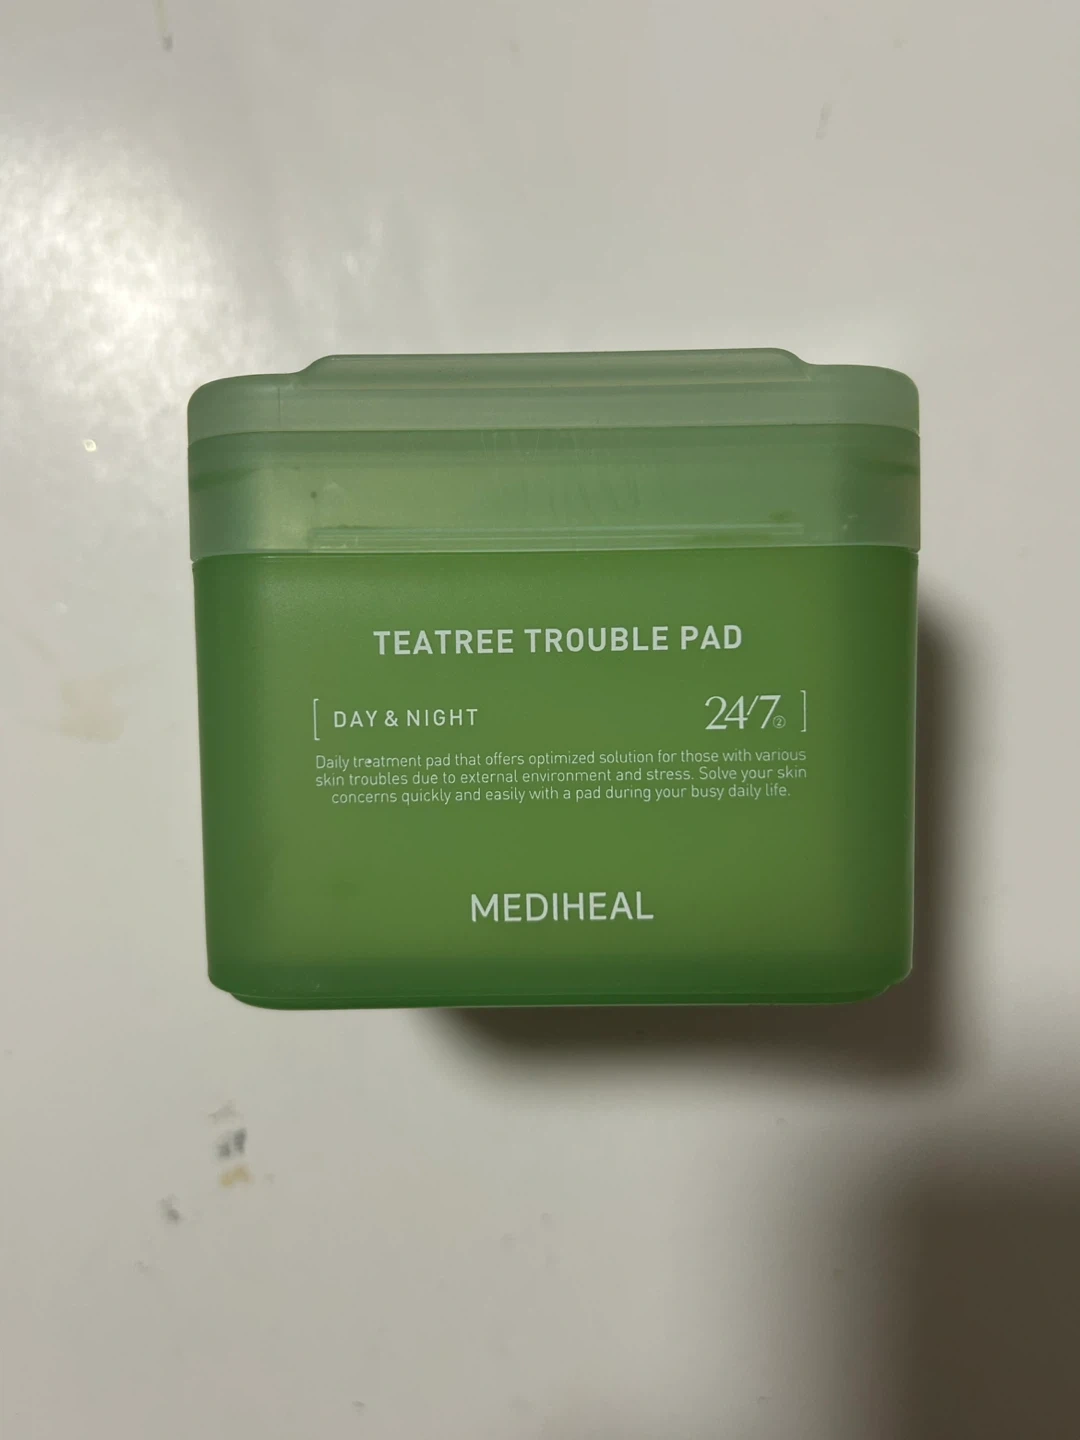 TEATREE TROUBLE PAD
[ DAY & NIGHT 24/7② ]
Daily treatment pad that offers optimized solution for those with various
skin troubles due to external environment and stress. Solve your skin
concerns quickly and easily with a pad during your busy daily life.
MEDIHEAL